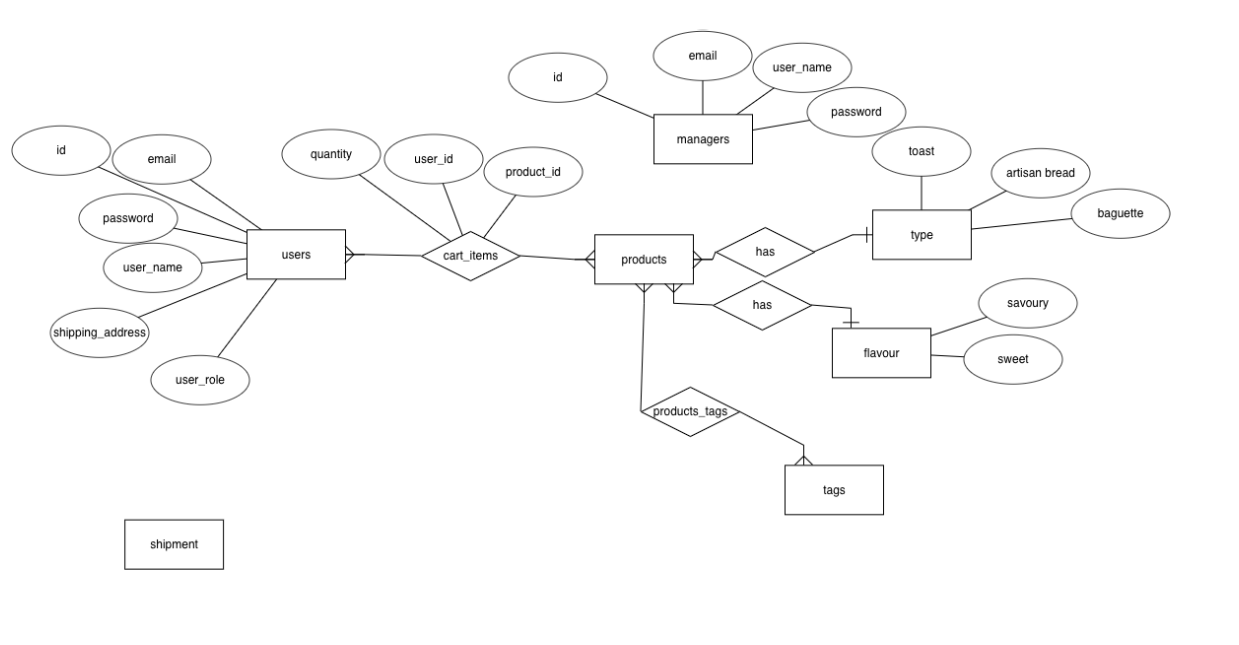 email
id
user_name
password
managers
id
email
quantity
user_id
product_id
toast
artisan bread
baguette
password
user_name
users
cart_items
products
has
type
shipping_address
has
savoury
flavour
sweet
user_role
products_tags
tags
shipment